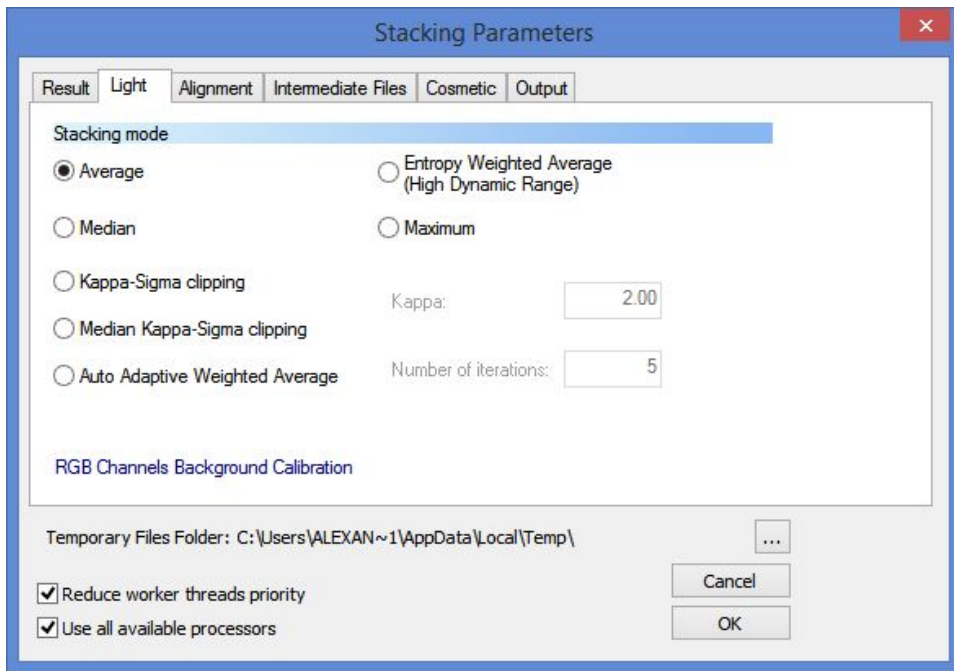 Stacking Parameters
Result Light Alignment Intermediate Files Cosmetic Output
Stacking mode
Average
Entropy Weighted Average
(High Dynamic Range)
Median
Maximum
Kappa-Sigma clipping
Kappa: 2.00
Median Kappa-Sigma clipping
Number of iterations: 5
Auto Adaptive Weighted Average
RGB Channels Background Calibration
Temporary Files Folder: C:\Users\ALEXAN~1\AppData\Local\Temp\
...
Reduce worker threads priority
Cancel
Use all available processors
OK